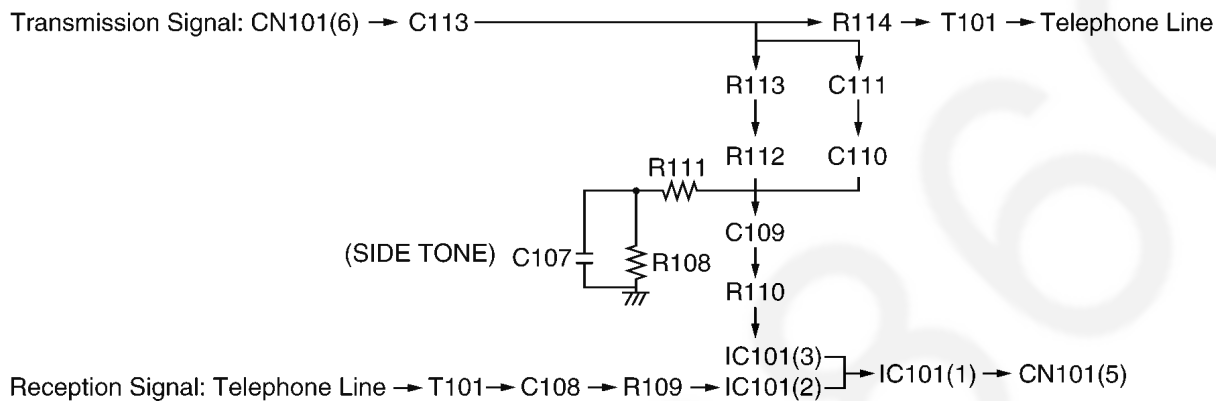 Transmission Signal: CN101(6) → C113 → R114 → T101 → Telephone Line
R113 C111
R112 C110
R111
C109
(SIDE TONE) C107 R108
R110
IC101(3)
IC101(1) → CN101(5)
Reception Signal: Telephone Line → T101 → C108 → R109 → IC101(2)